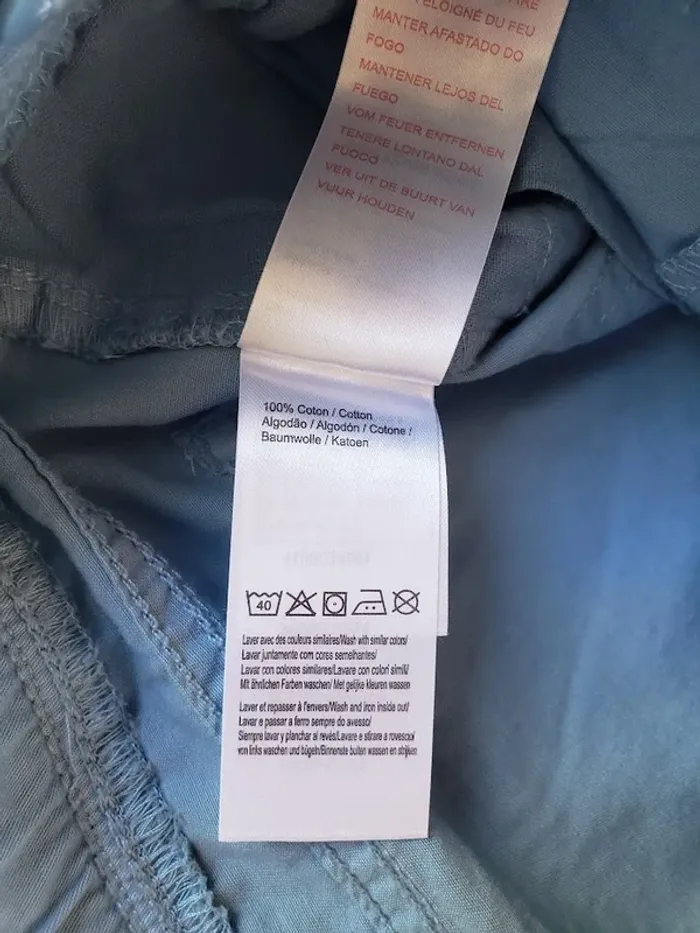 ÉLOIGNÉ DU FEU
MANTER AFASTADO DO
FOGO
MANTENER LEJOS DEL
FUEGO
VOM FEUER ENTFERNEN
TENERE LONTANO DAL
FUOCO
VER UIT DE BUURT VAN
VUUR HOUDEN
100% Coton / Cotton
Algodão / Algodón / Cotone /
Baumwolle / Katoen
40
Laver avec des couleurs similaires/Wash with similar colors/
Lavar juntamente com cores semelhantes/
Lavar con colores similares/Lavare con colori simili/
Mit ähnlichen Farben waschen/ Met gelijke kleuren wassen
Laver et repasser à l'envers/Wash and iron inside out/
Lavar e passar a ferro sempre do avesso/
Siempre lavar y planchar al revés/Lavare e stirare a rovescio/
von links waschen und bügeln/Binnenste buiten wassen en strijken